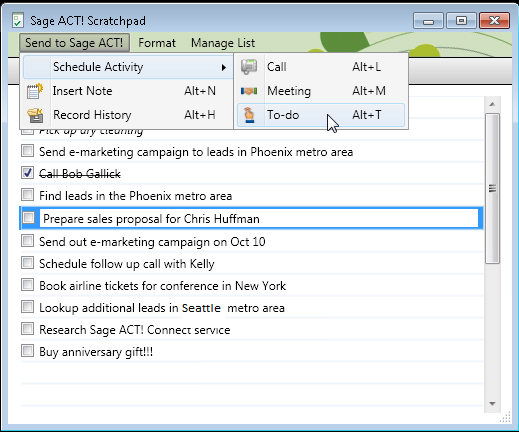 Sage ACT! Scratchpad
Send to Sage ACT! Format Manage List
Schedule Activity
Insert Note Alt+N
Record History Alt+H
Call Alt+L
Meeting Alt+M
To-do Alt+T
Pick up dry cleaning
Send e-marketing campaign to leads in Phoenix metro area
Call Bob Gallick
Find leads in the Phoenix metro area
Prepare sales proposal for Chris Huffman
Send out e-marketing campaign on Oct 10
Schedule follow up call with Kelly
Book airline tickets for conference in New York
Lookup additional leads in Seattle metro area
Research Sage ACT! Connect service
Buy anniversary gift!!!